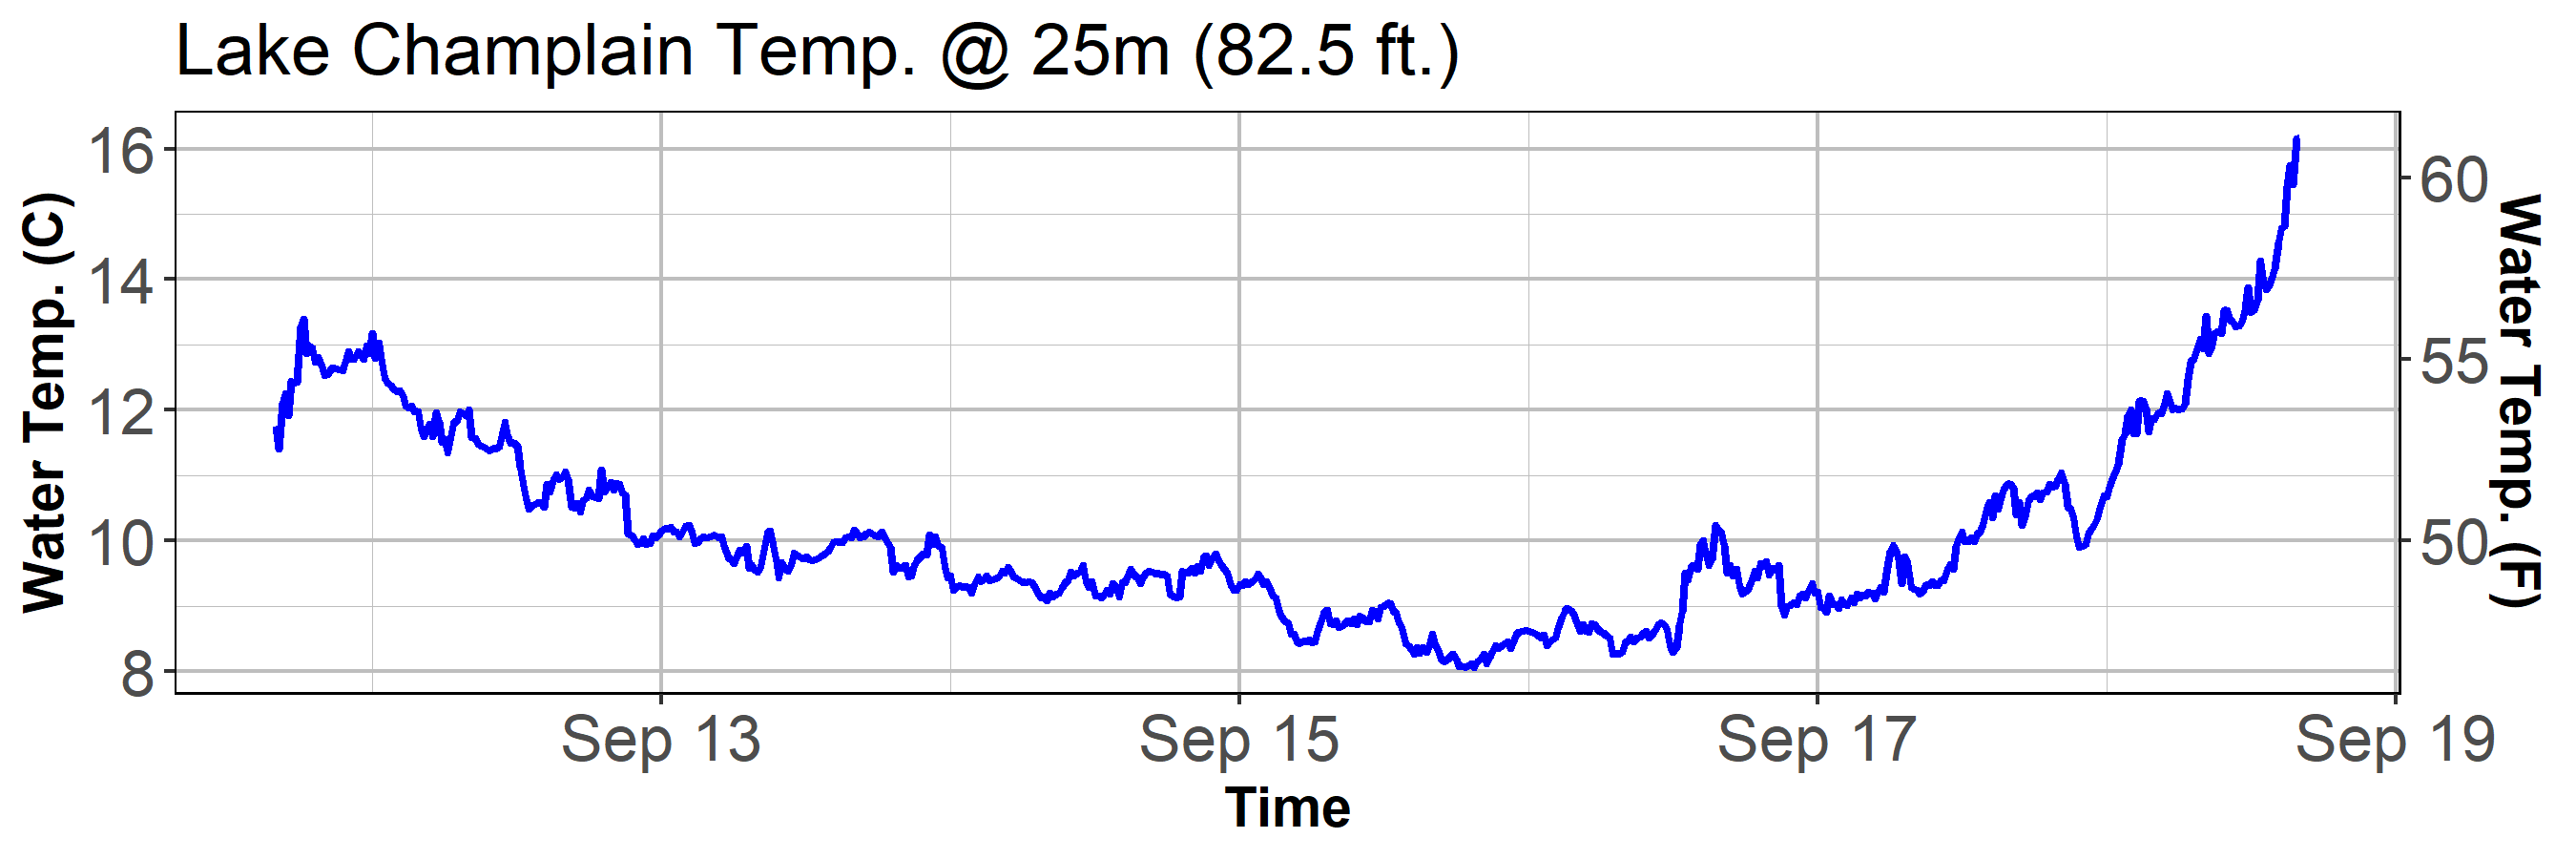 Lake Champlain Temp. @ 25m (82.5 ft.)
Water Temp. (C)
16
14
12
10
8
60
55
50
Water Temp. (F)
Sep 13 Sep 15 Sep 17 Sep 19
Time